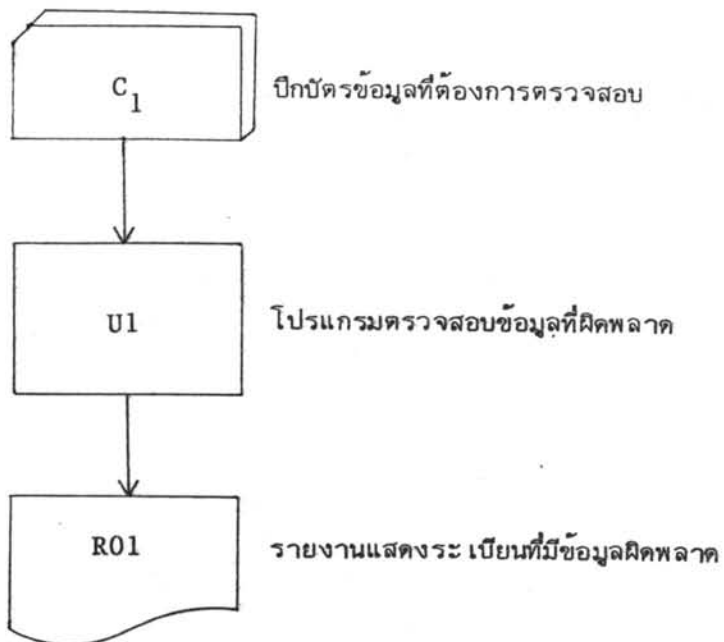 C1
ปึกบัตรข้อมูลที่ต้องการตรวจสอบ
U1
โปรแกรมตรวจสอบข้อมูลที่ผิดพลาด
R01
รายงานแสดงระเบียนที่มีข้อมูลผิดพลาด